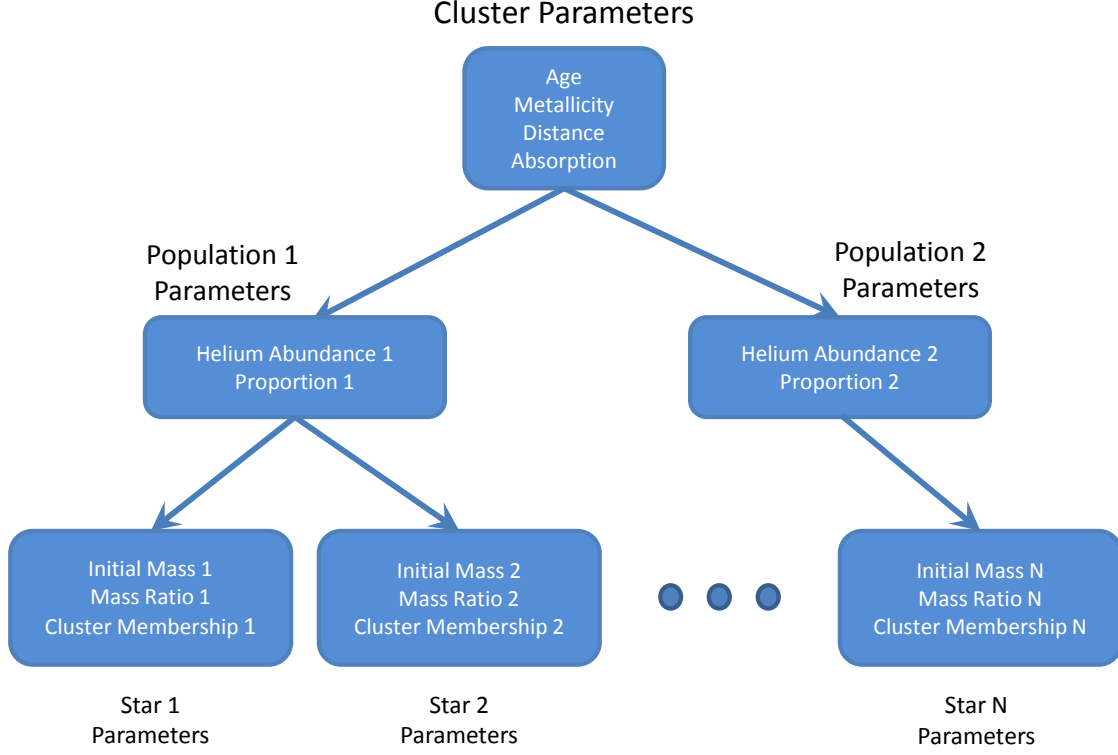 Cluster Parameters
Age
Metallicity
Distance
Absorption
Population 1
Parameters
Population 2
Parameters
Helium Abundance 1
Proportion 1
Helium Abundance 2
Proportion 2
Initial Mass 1
Mass Ratio 1
Cluster Membership 1
Initial Mass 2
Mass Ratio 2
Cluster Membership 2
Initial Mass N
Mass Ratio N
Cluster Membership N
Star 1
Parameters
Star 2
Parameters
Star N
Parameters